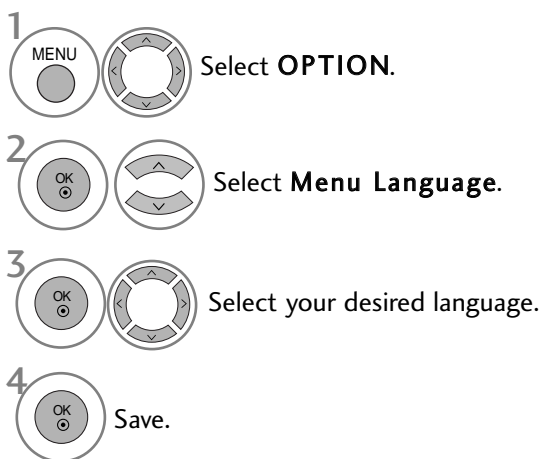 1
MENU
Select OPTION.
2
OK
Select Menu Language.
3
OK
Select your desired language.
4
OK
Save.